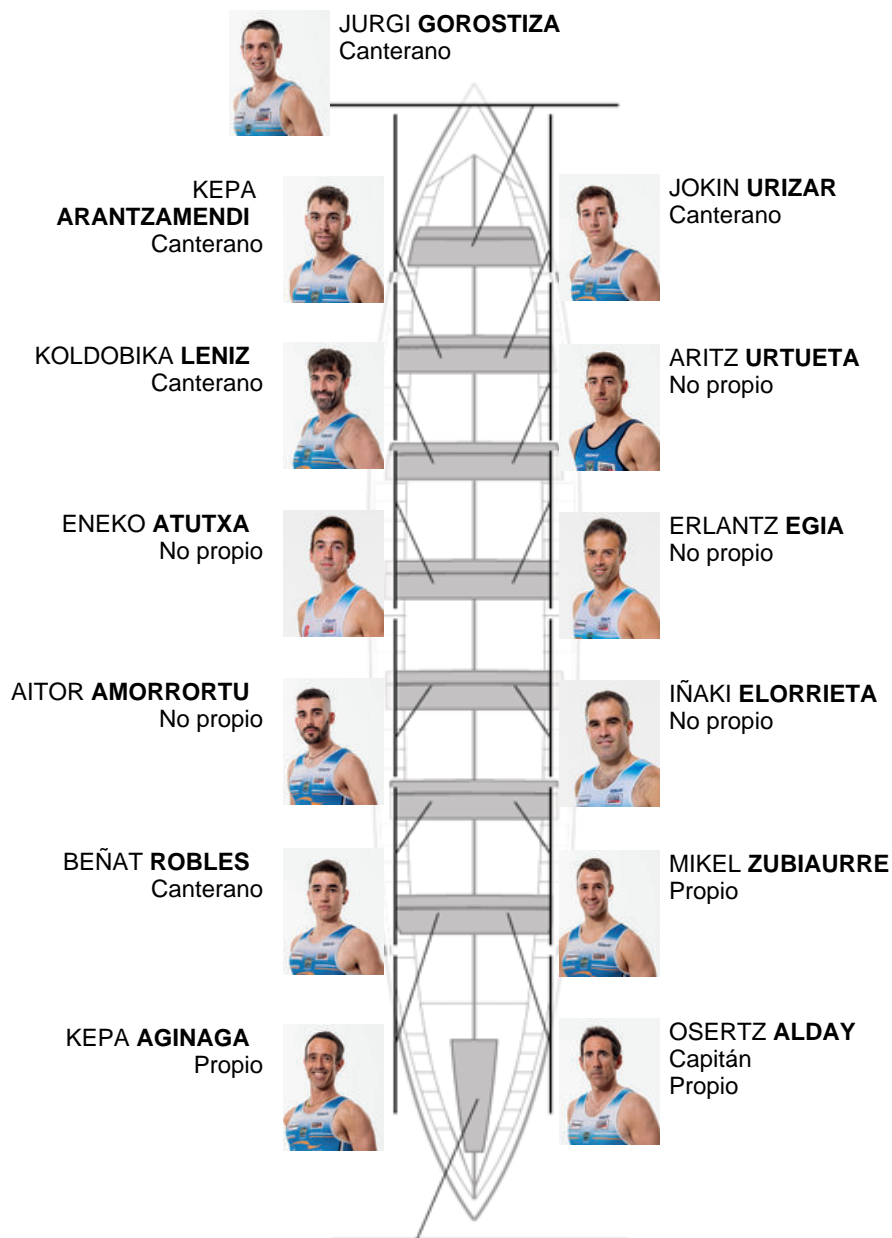 JURGI GOROSTIZA
Canterano
KEPA
ARANTZAMENDI
Canterano
JOKIN URIZAR
Canterano
KOLDOBIKA LENIZ
Canterano
ARITZ URTUETA
No propio
ENEKO ATUTXA
No propio
ERLANTZ EGIA
No propio
AITOR AMORRORTU
No propio
IÑAKI ELORRIETA
No propio
BEÑAT ROBLES
Canterano
MIKEL ZUBIAURRE
Propio
KEPA AGINAGA
Propio
OSERTZ ALDAY
Capitán
Propio